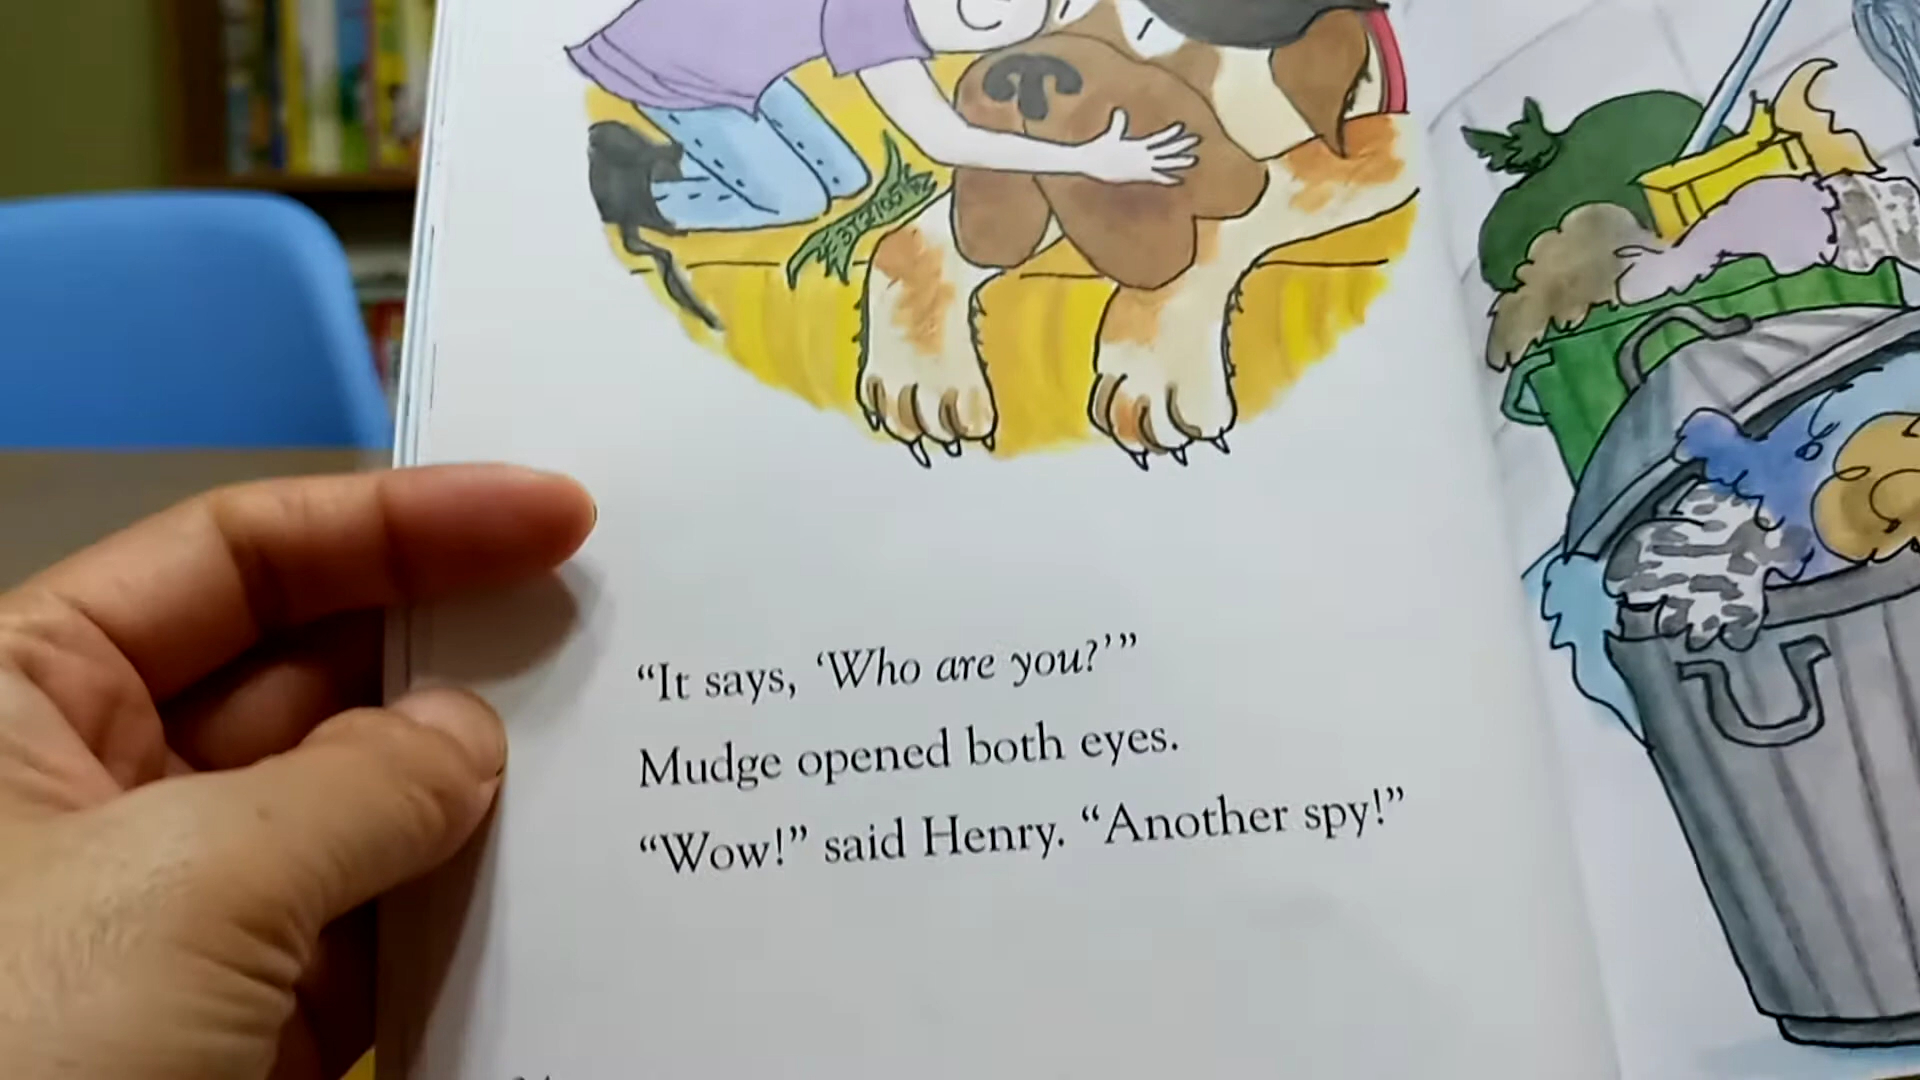 “It says, ‘Who are you?’”
Mudge opened both eyes.
“Wow!” said Henry. “Another spy!”